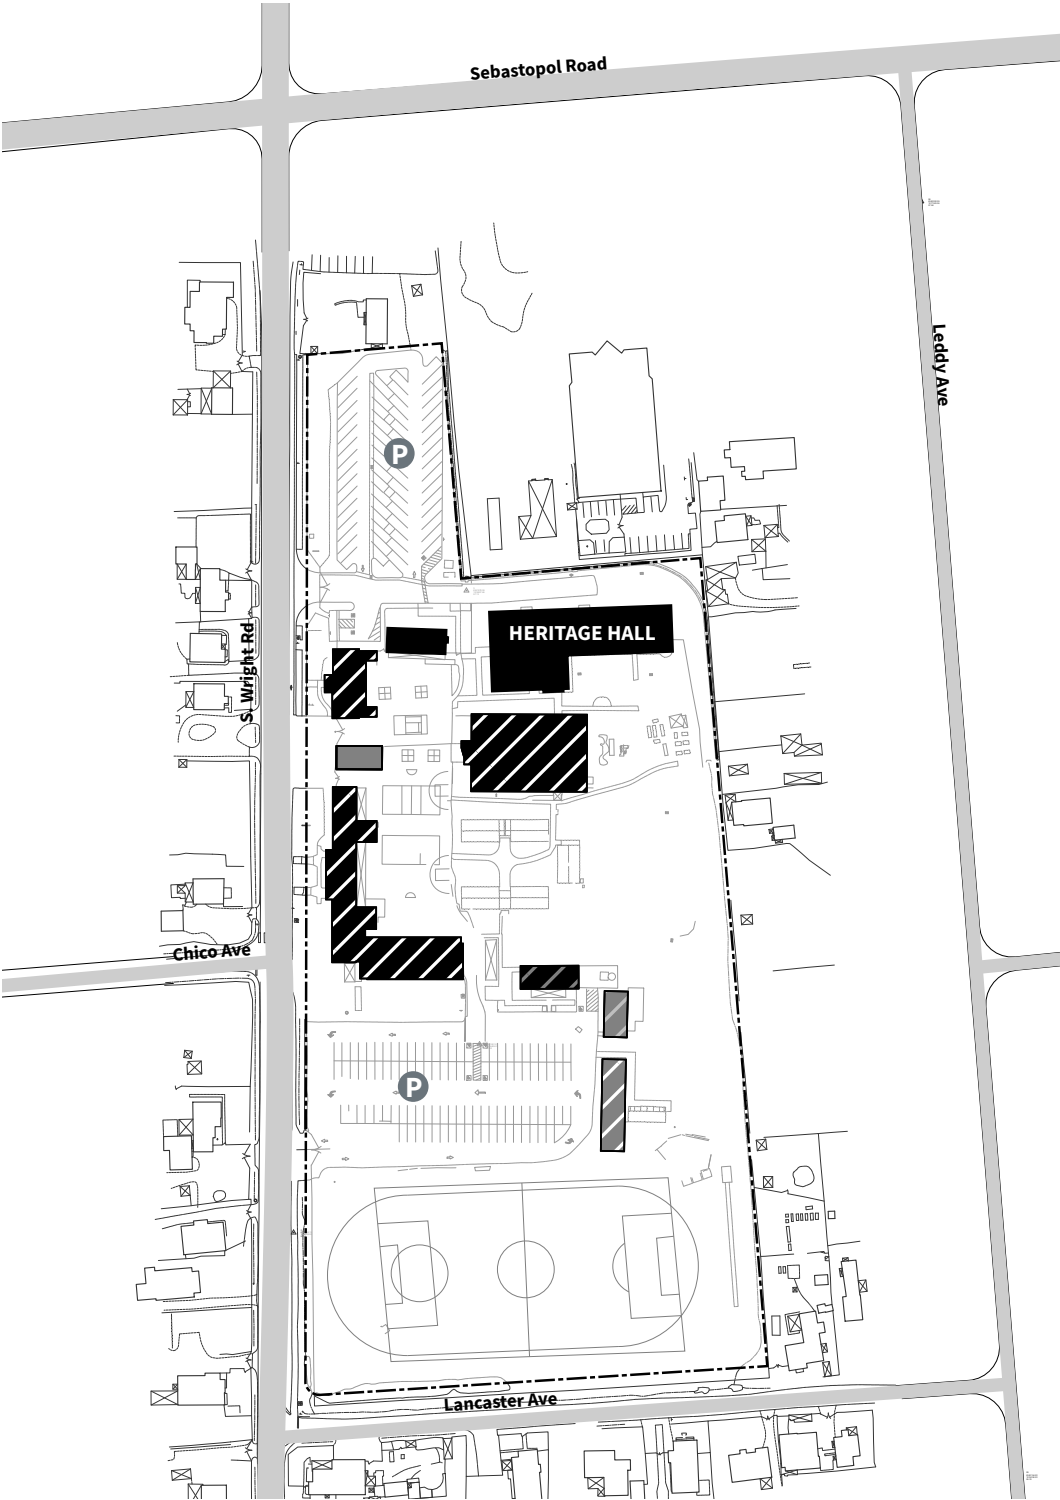 Sebastopol Road
Leddy Ave
P
HERITAGE HALL
S. Wright Rd
Chico Ave
P
Lancaster Ave